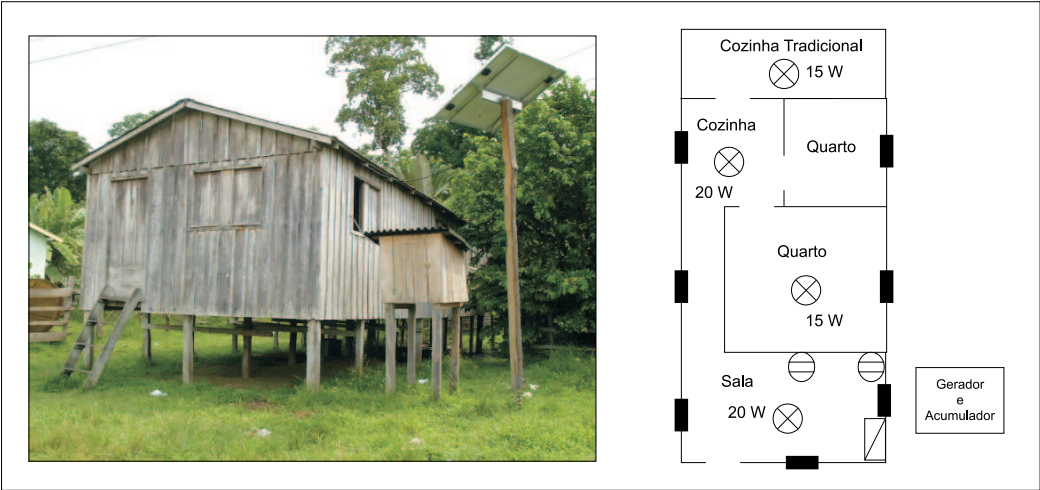 Cozinha Tradicional
15 W
Cozinha
20 W
Quarto
Quarto
15 W
Sala
20 W
Gerador
e
Acumulador